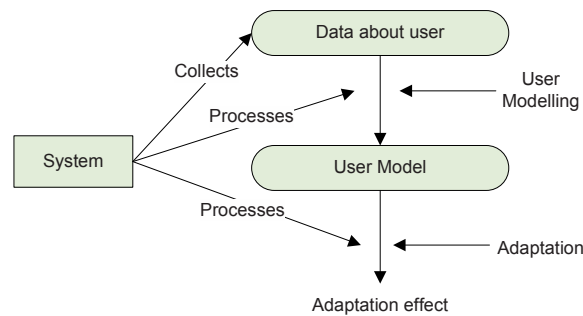 Data about user
Collects
User
Modelling
Processes
System
User Model
Processes
Adaptation
Adaptation effect